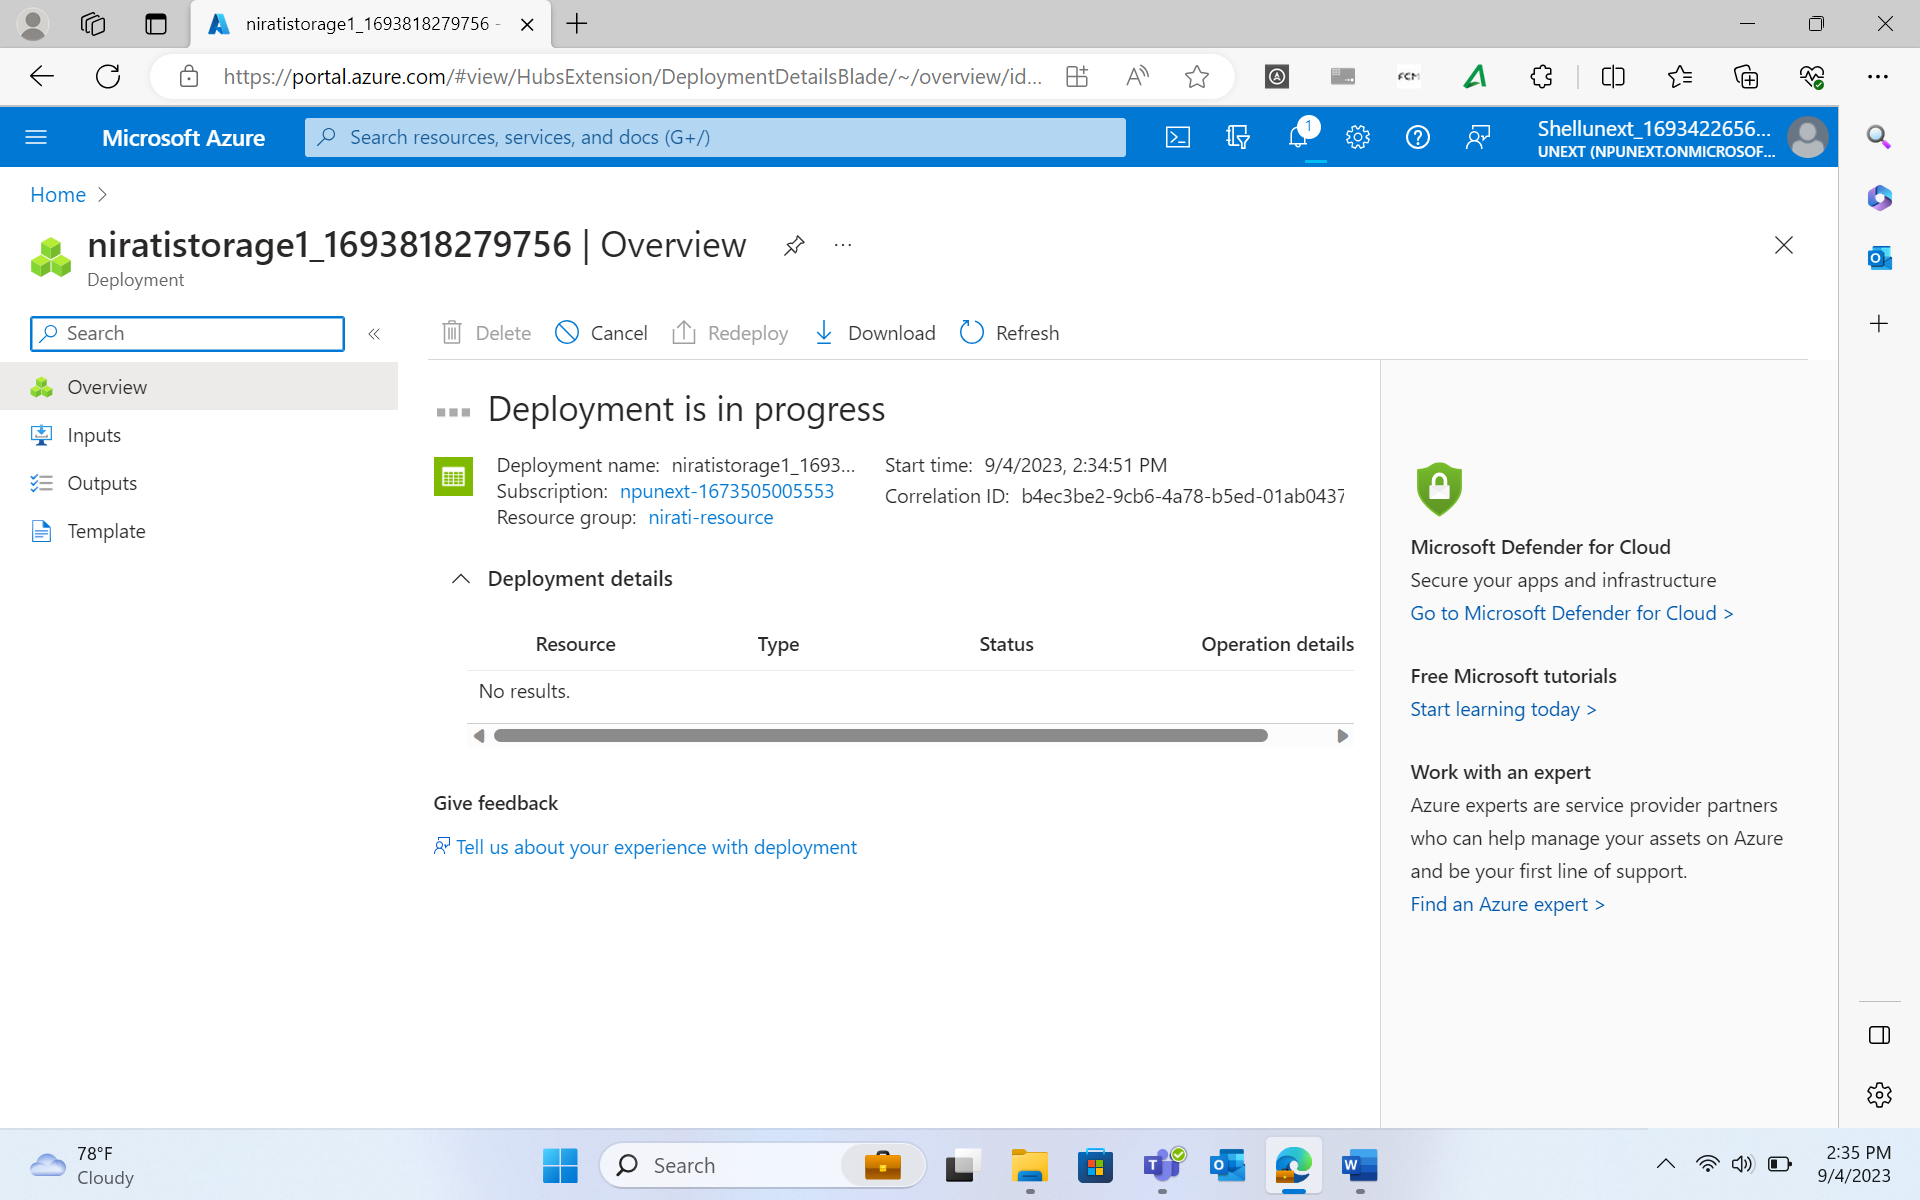 niratistorage1_1693818279756 -
https://portal.azure.com/#view/HubsExtension/DeploymentDetailsBlade/~/overview/id...
FCM
Microsoft Azure
Search resources, services, and docs (G+/)
1
Shellunext_1693422656...
UNEXT (NPUNEXT.ONMICROSOF...
Home
niratistorage1_1693818279756 | Overview
Deployment
Search
Delete
Cancel
Redeploy
Download
Refresh
Overview
Inputs
Outputs
Template
Deployment is in progress
Deployment name: niratistorage1_1693...
Subscription: npunext-1673505005553
Resource group: nirati-resource
Start time: 9/4/2023, 2:34:51 PM
Correlation ID: b4ec3be2-9cb6-4a78-b5ed-01ab0437
Deployment details
Resource Type Status Operation details
No results.
Give feedback
Tell us about your experience with deployment
Microsoft Defender for Cloud
Secure your apps and infrastructure
Go to Microsoft Defender for Cloud >
Free Microsoft tutorials
Start learning today >
Work with an expert
Azure experts are service provider partners
who can help manage your assets on Azure
and be your first line of support.
Find an Azure expert >
78°F
Cloudy
Search
2:35 PM
9/4/2023